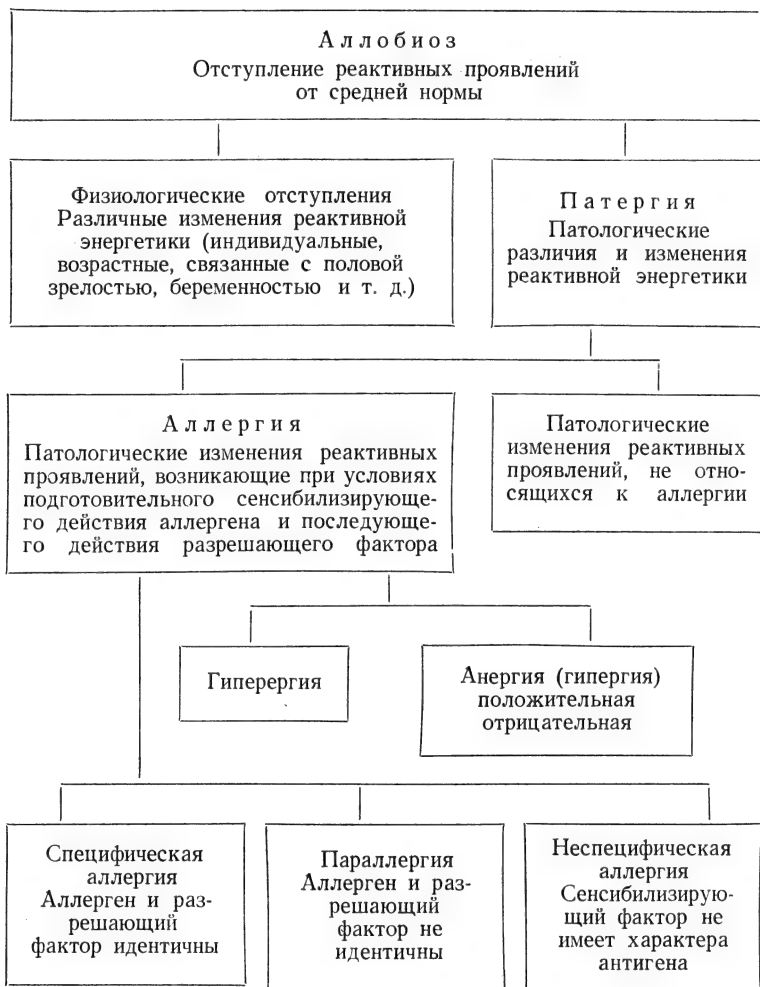 Аллобиоз
Отступление реактивных проявлений
от средней нормы
Физиологические отступления
Различные изменения реактивной
энергетики (индивидуальные,
возрастные, связанные с половой
зрелостью, беременностью и т. д.)
Патергия
Патологические
различия и изменения
реактивной энергетики
Аллергия
Патологические изменения реактивных
проявлений, возникающие при условиях
подготовительного сенсибилизирующе-
го действия аллергена и последующе-
го действия разрешающего фактора
Патологические
изменения реактивных
проявлений, не отно-
сящихся к аллергии
Гиперергия
Анергия (гипергия)
положительная
отрицательная
Специфическая
аллергия
Аллерген и раз-
решающий
фактор идентичны
Параллергия
Аллерген и раз-
решающий
фактор не
идентичны
Неспецифическая
аллергия
Сенсибилизирую-
щий фактор не
имеет характера
антигена